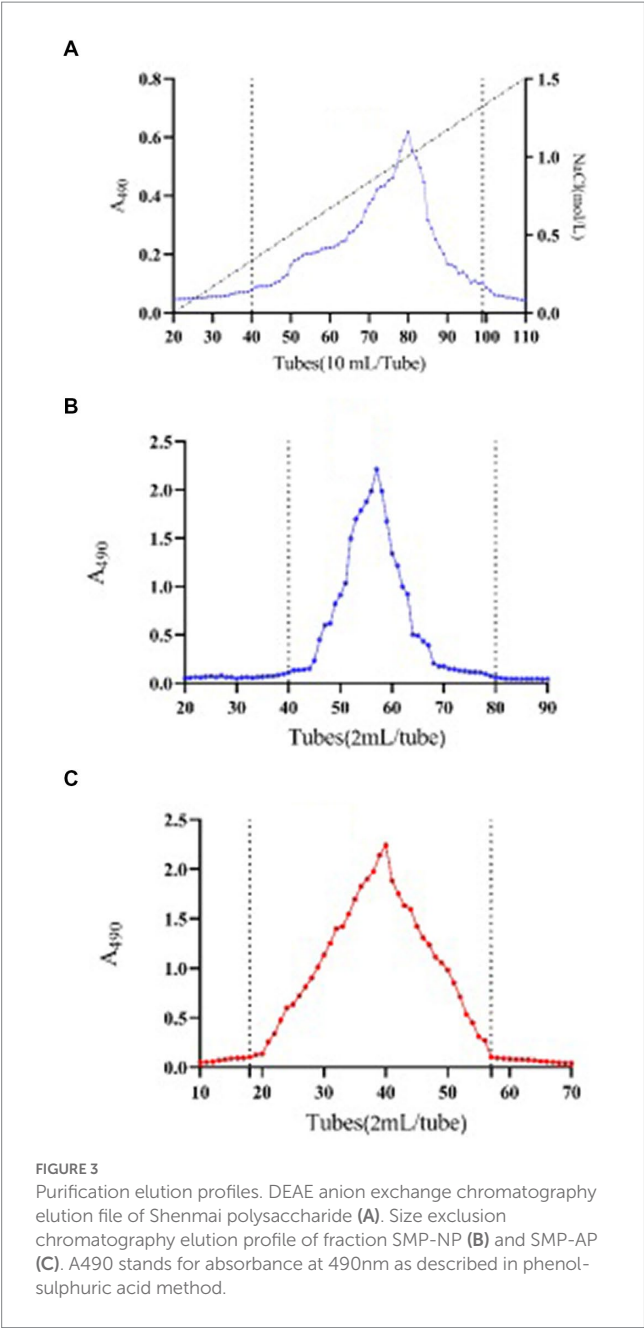 A
0.8
0.6
0.4
0.2
0.0
A490
1.5
1.0
0.5
0.0
NaCl(mol/L)
20 30 40 50 60 70 80 90 100 110
Tubes(10 mL/Tube)
B
2.5
2.0
1.5
1.0
0.5
0.0
A490
20 30 40 50 60 70 80 90
Tubes(2mL/tube)
C
2.5
2.0
1.5
1.0
0.5
0.0
A490
10 20 30 40 50 60 70
Tubes(2mL/tube)
FIGURE 3
Purification elution profiles. DEAE anion exchange chromatography
elution file of Shenmai polysaccharide (A). Size exclusion
chromatography elution profile of fraction SMP-NP (B) and SMP-AP
(C). A490 stands for absorbance at 490nm as described in phenol-
sulphuric acid method.